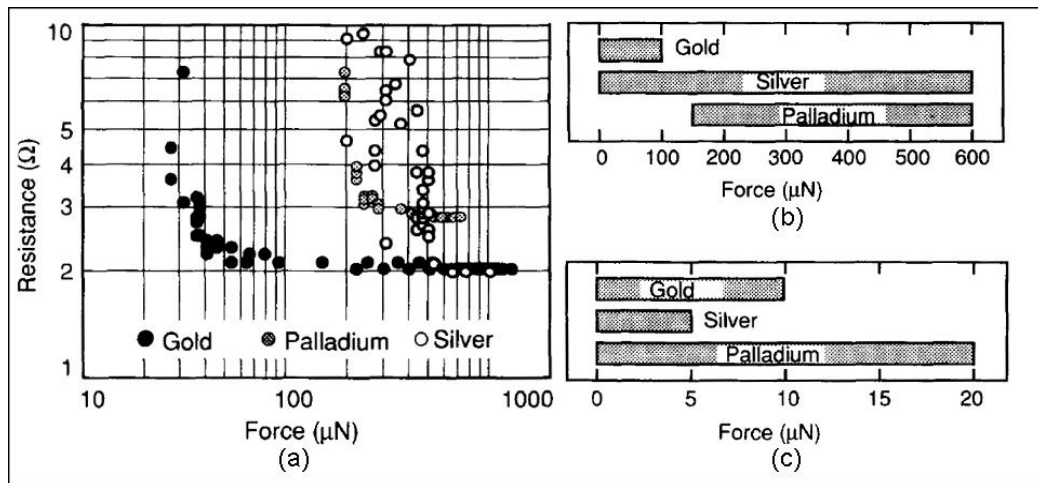 10
5
4
3
2
1
Resistance (Ω)
Gold Palladium Silver
10 100 1000
Force (μN)
(a)
Gold
Silver
Palladium
0 100 200 300 400 500 600
Force (μN)
(b)
Gold
Silver
Palladium
0 5 10 15 20
Force (μN)
(c)